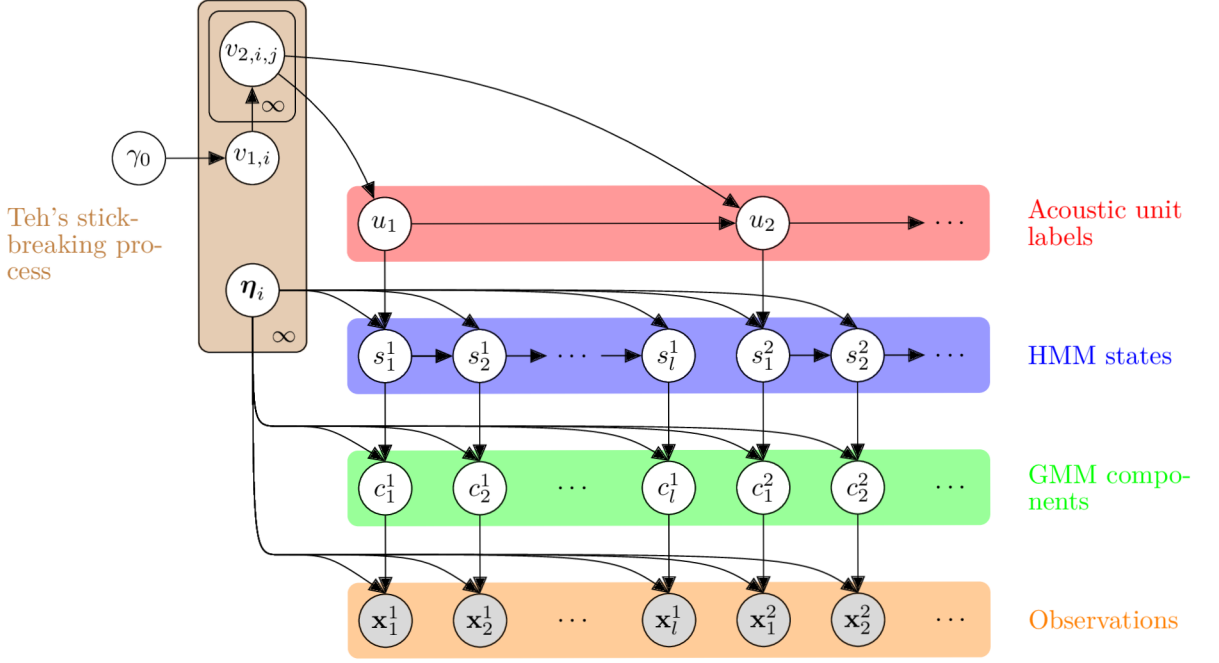 v_{2,i,j}
∞
γ_0
v_{1,i}
Teh's stick-
breaking pro-
cess
u_1
u_2
···
Acoustic unit
labels
η_i
∞
s_1^1
s_2^1
···
s_l^1
s_1^2
s_2^2
···
HMM states
c_1^1
c_2^1
···
c_l^1
c_1^2
c_2^2
···
GMM compo-
nents
x_1^1
x_2^1
···
x_l^1
x_1^2
x_2^2
···
Observations